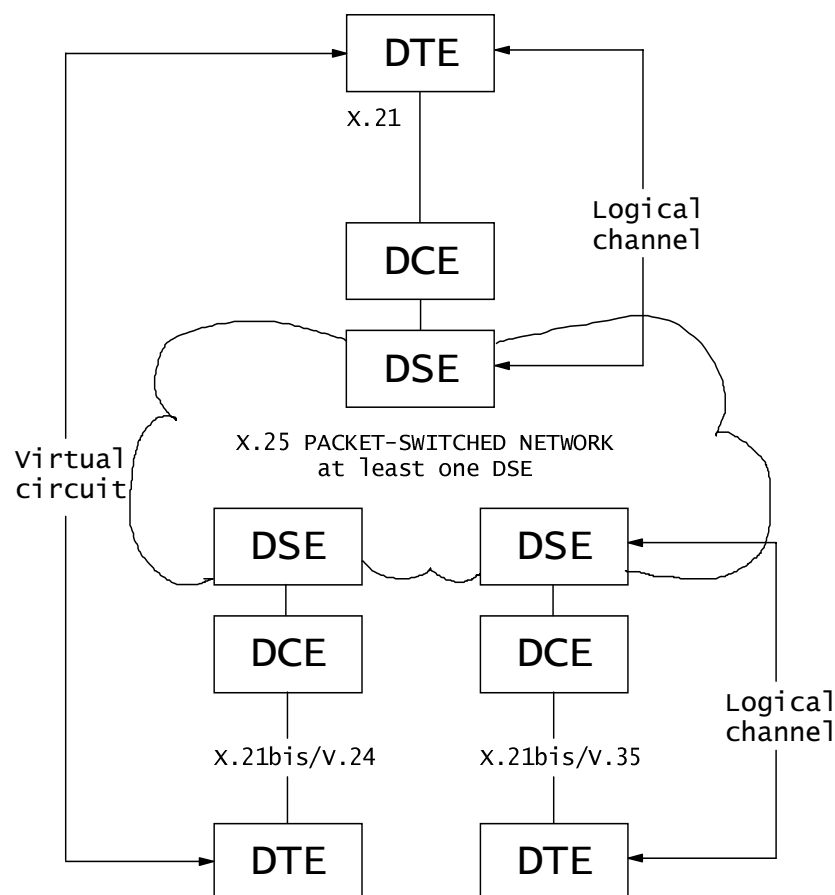 DTE
X.21
Logical
channel
DCE
DSE
X.25 PACKET-SWITCHED NETWORK
at least one DSE
Virtual
circuit
DSE
DSE
DCE
DCE
Logical
channel
X.21bis/V.24
X.21bis/V.35
DTE
DTE